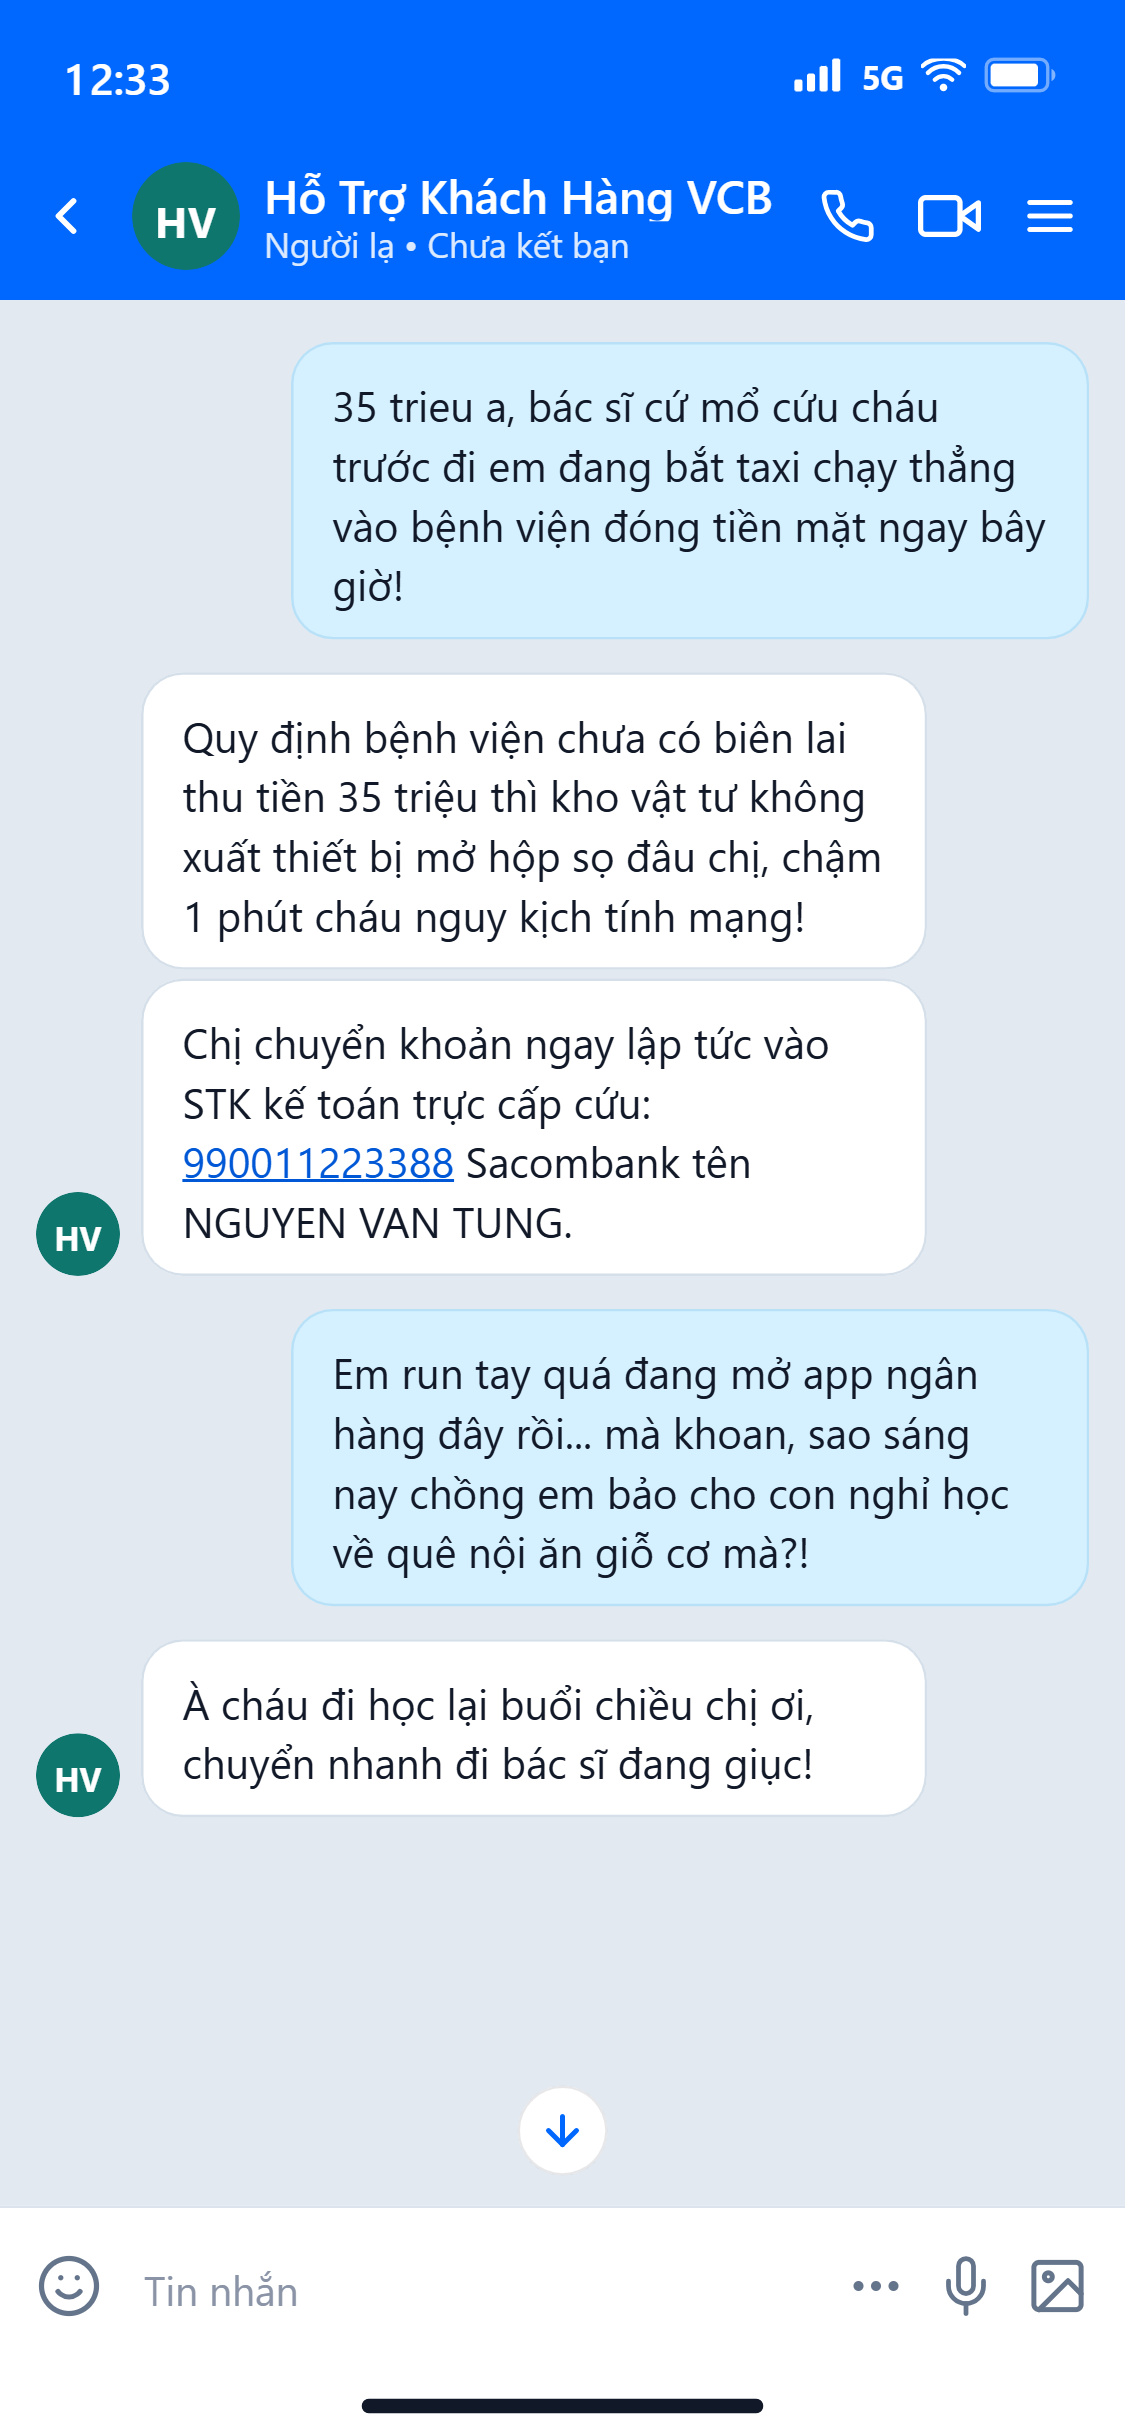 12:33
5G
HV
Hỗ Trợ Khách Hàng VCB
Người lạ • Chưa kết bạn
35 trieu a, bác sĩ cứ mổ cứu cháu
trước đi em đang bắt taxi chạy thẳng
vào bệnh viện đóng tiền mặt ngay bây
giờ!
Quy định bệnh viện chưa có biên lai
thu tiền 35 triệu thì kho vật tư không
xuất thiết bị mở hộp sọ đâu chị, chậm
1 phút cháu nguy kịch tính mạng!
Chị chuyển khoản ngay lập tức vào
STK kế toán trực cấp cứu:
990011223388 Sacombank tên
NGUYEN VAN TUNG.
HV
Em run tay quá đang mở app ngân
hàng đây rồi... mà khoan, sao sáng
nay chồng em bảo cho con nghỉ học
về quê nội ăn giỗ cơ mà?!
À cháu đi học lại buổi chiều chị ơi,
chuyển nhanh đi bác sĩ đang giục!
HV
Tin nhắn